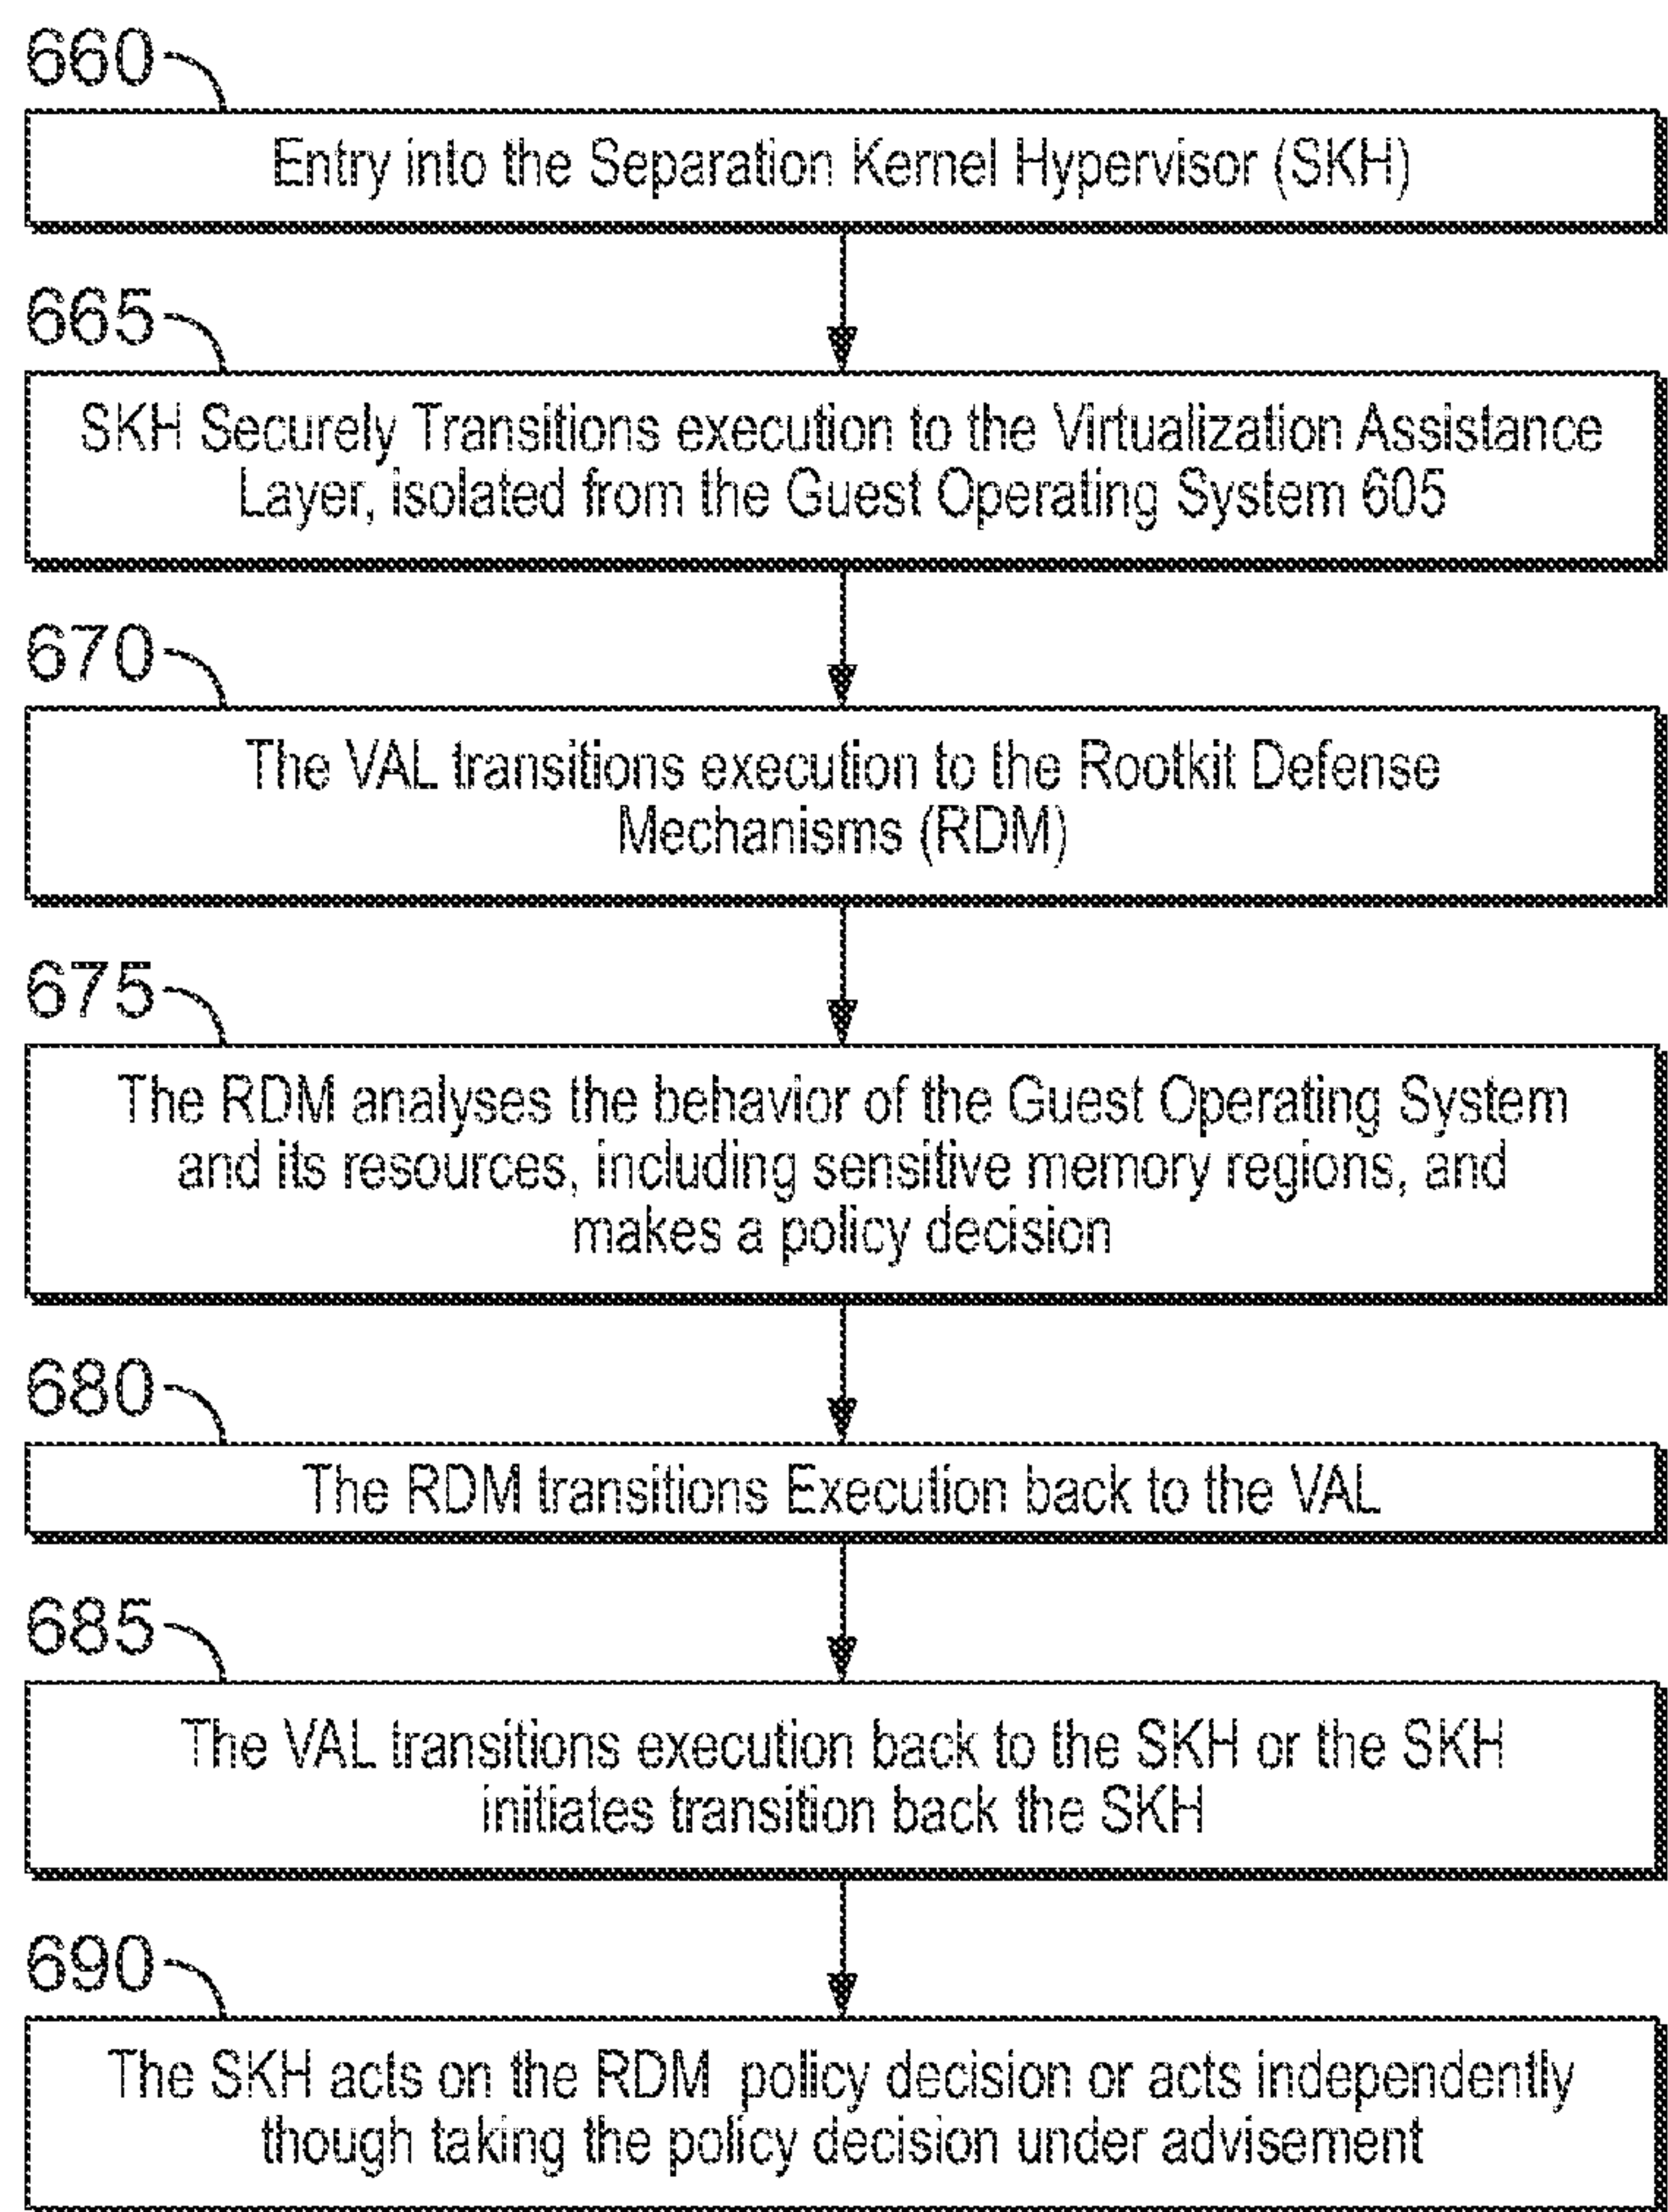 660
Entry into the Separation Kernel Hypervisor (SKH)
665
SKH Securely Transitions execution to the Virtualization Assistance
Layer, isolated from the Guest Operating System 605
670
The VAL transitions execution to the Rootkit Defense
Mechanisms (RDM)
675
The RDM analyses the behavior of the Guest Operating System
and its resources, including sensitive memory regions, and
makes a policy decision
680
The RDM transitions Execution back to the VAL
685
The VAL transitions execution back to the SKH or the SKH
initiates transition back the SKH
690
The SKH acts on the RDM policy decision or acts independently
though taking the policy decision under advisement